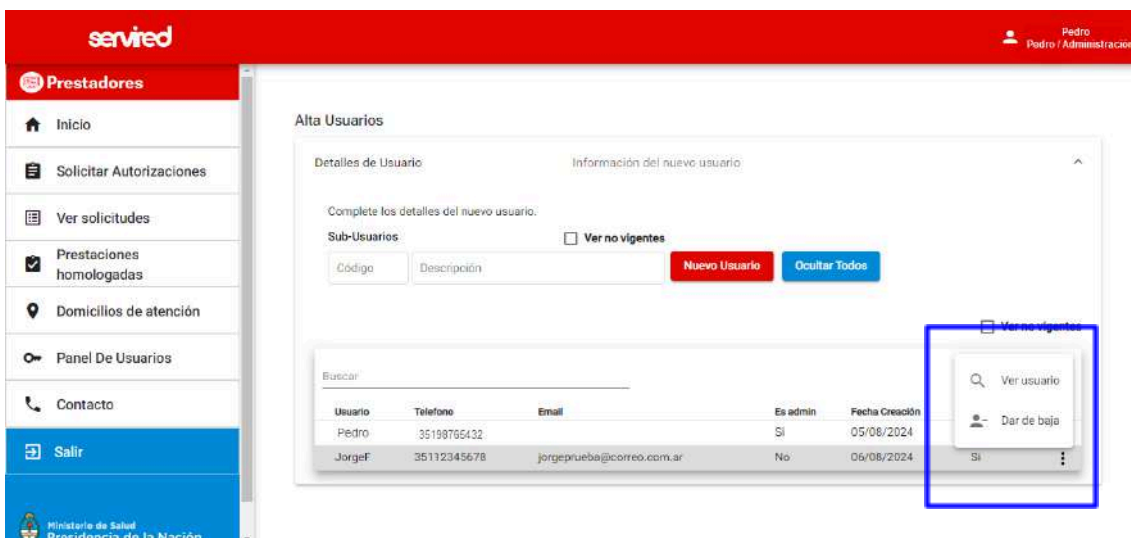 servired
Pedro
Pedro / Administración
Prestadores
Inicio
Solicitar Autorizaciones
Ver solicitudes
Prestaciones
homologadas
Domicilios de atención
Panel De Usuarios
Contacto
Salir
Ministerio de Salud
Presidencia de la Nación
Alta Usuarios
Detalles de Usuario Información del nuevo usuario
Complete los detalles del nuevo usuario.
Sub-Usuarios Ver no vigentes
Código Descripción Nuevo Usuario Ocultar Todos
Ver no vigentes
Buscar
Ver usuario
Dar de baja
Usuario Telefono Email Es admin Fecha Creación
Pedro 35198765432 Si 05/08/2024
JorgeF 35112345678 jorgeprueba@correo.com.ar No 06/08/2024 Si